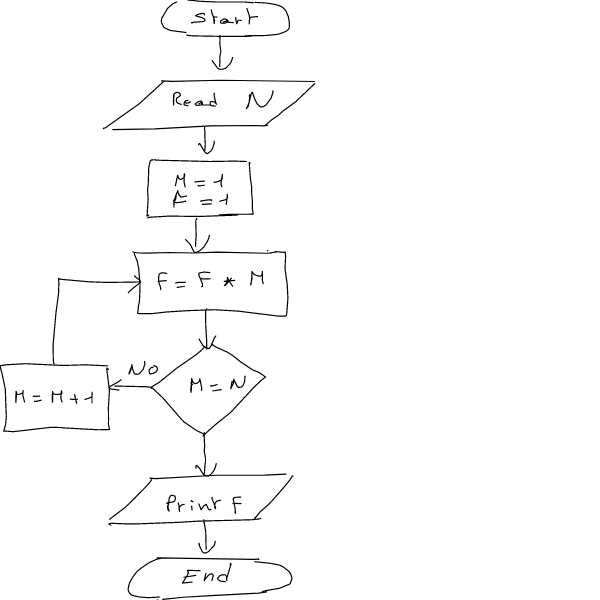 Start
Read N
M = 1
F = 1
F = F * M
No
M = N
M = M + 1
Print F
End